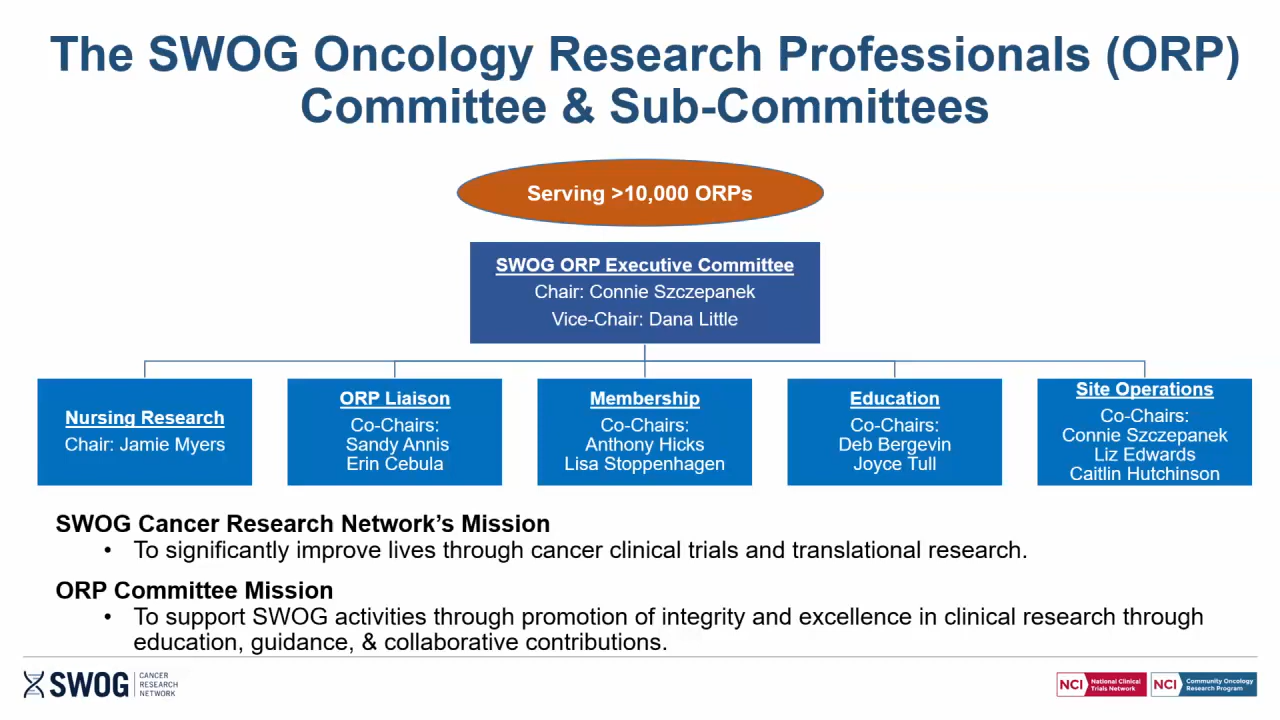 The SWOG Oncology Research Professionals (ORP)
Committee & Sub-Committees
Serving >10,000 ORPs
SWOG ORP Executive Committee
Chair: Connie Szczepanek
Vice-Chair: Dana Little
Nursing Research
Chair: Jamie Myers
ORP Liaison
Co-Chairs:
Sandy Annis
Erin Cebula
Membership
Co-Chairs:
Anthony Hicks
Lisa Stoppenhagen
Education
Co-Chairs:
Deb Bergevin
Joyce Tull
Site Operations
Co-Chairs:
Connie Szczepanek
Liz Edwards
Caitlin Hutchinson
SWOG Cancer Research Network’s Mission
• To significantly improve lives through cancer clinical trials and translational research.
ORP Committee Mission
• To support SWOG activities through promotion of integrity and excellence in clinical research through
education, guidance, & collaborative contributions.
SWOG
CANCER
RESEARCH
NETWORK
NCI
National Clinical
Trials Network
NCI
Community Oncology
Research Program